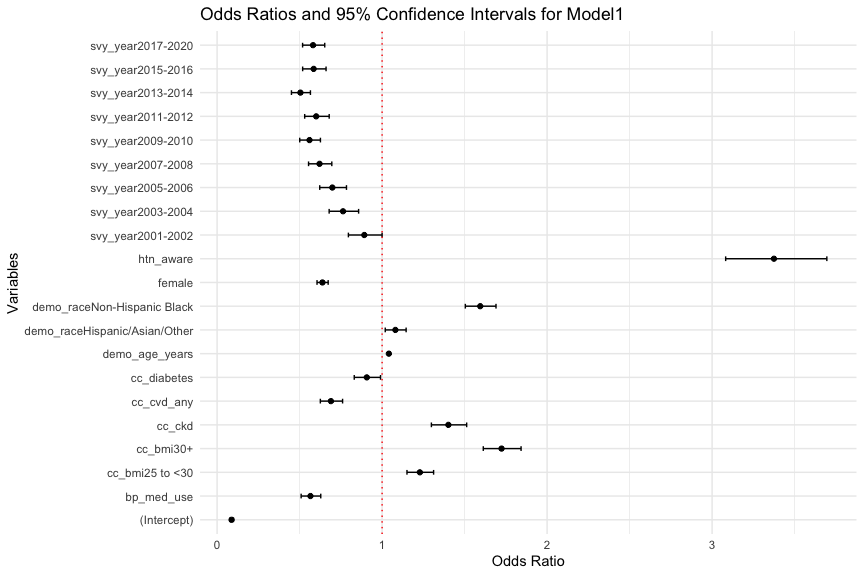 Odds Ratios and 95% Confidence Intervals for Model1
svy_year2017-2020
svy_year2015-2016
svy_year2013-2014
svy_year2011-2012
svy_year2009-2010
svy_year2007-2008
svy_year2005-2006
svy_year2003-2004
svy_year2001-2002
htn_aware
female
demo_raceNon-Hispanic Black
demo_raceHispanic/Asian/Other
demo_age_years
cc_diabetes
cc_cvd_any
cc_ckd
cc_bmi30+
cc_bmi25 to <30
bp_med_use
(Intercept)
Variables
0 1 2 3
Odds Ratio